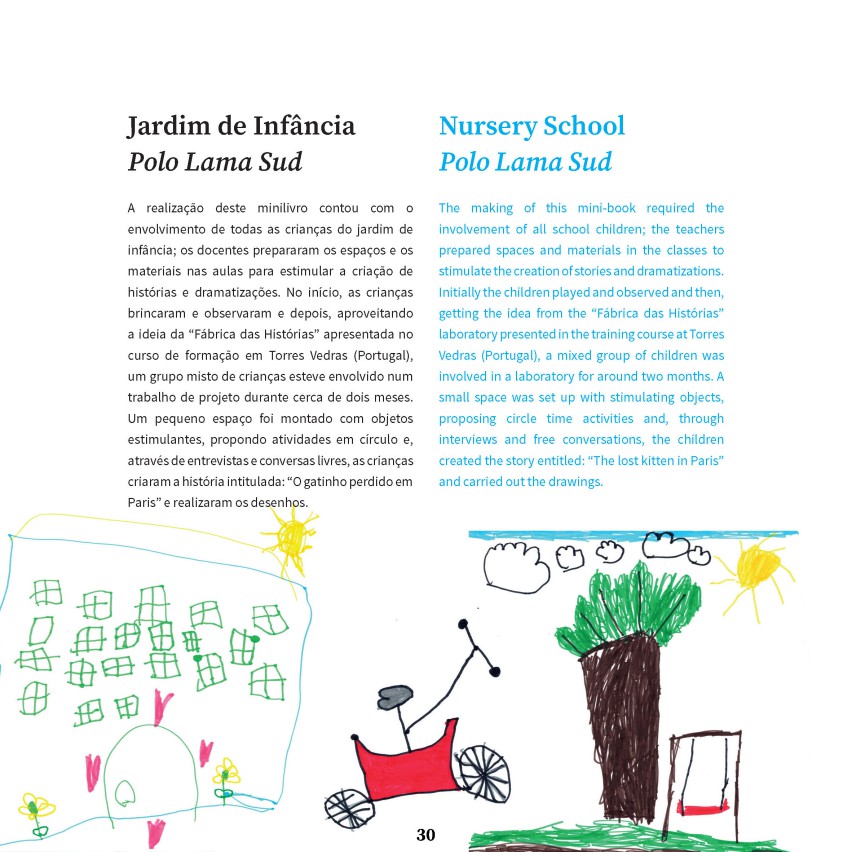 Jardim de Infância
Polo Lama Sud
A realização deste minilivro contou com o
envolvimento de todas as crianças do jardim de
infância; os docentes prepararam os espaços e os
materiais nas aulas para estimular a criação de
histórias e dramatizações. No início, as crianças
brincaram e observaram e depois, aproveitando
a ideia da “Fábrica das Histórias” apresentada no
curso de formação em Torres Vedras (Portugal),
um grupo misto de crianças esteve envolvido num
trabalho de projeto durante cerca de dois meses.
Um pequeno espaço foi montado com objetos
estimulantes, propondo atividades em círculo e,
através de entrevistas e conversas livres, as crianças
criaram a história intitulada: “O gatinho perdido em
Paris” e realizaram os desenhos.
Nursery School
Polo Lama Sud
The making of this mini-book required the
involvement of all school children; the teachers
prepared spaces and materials in the classes to
stimulate the creation of stories and dramatizations.
Initially the children played and observed and then,
getting the idea from the “Fábrica das Histórias”
laboratory presented in the training course at Torres
Vedras (Portugal), a mixed group of children was
involved in a laboratory for around two months. A
small space was set up with stimulating objects,
proposing circle time activities and, through
interviews and free conversations, the children
created the story entitled: “The lost kitten in Paris”
and carried out the drawings.
30